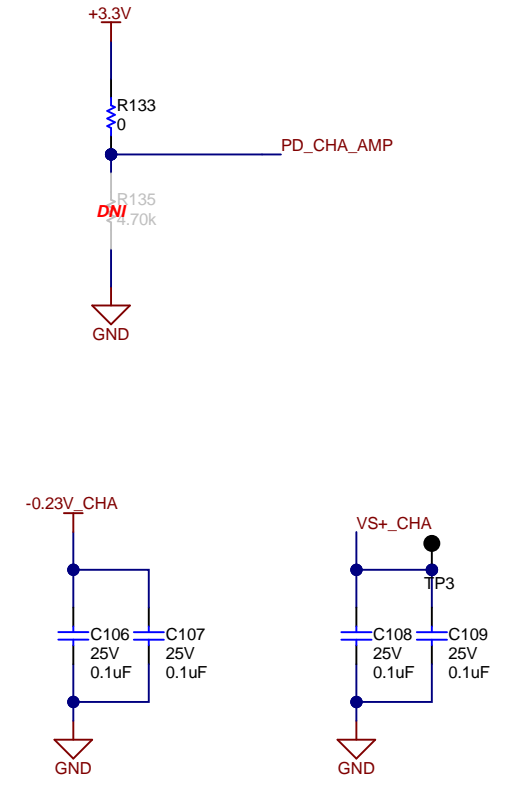 +3.3V
R133
0
PD_CHA_AMP
R135
DNI
4.70k
GND
-0.23V_CHA
VS+_CHA
TP3
C106
25V
0.1uF
C107
25V
0.1uF
C108
25V
0.1uF
C109
25V
0.1uF
GND
GND